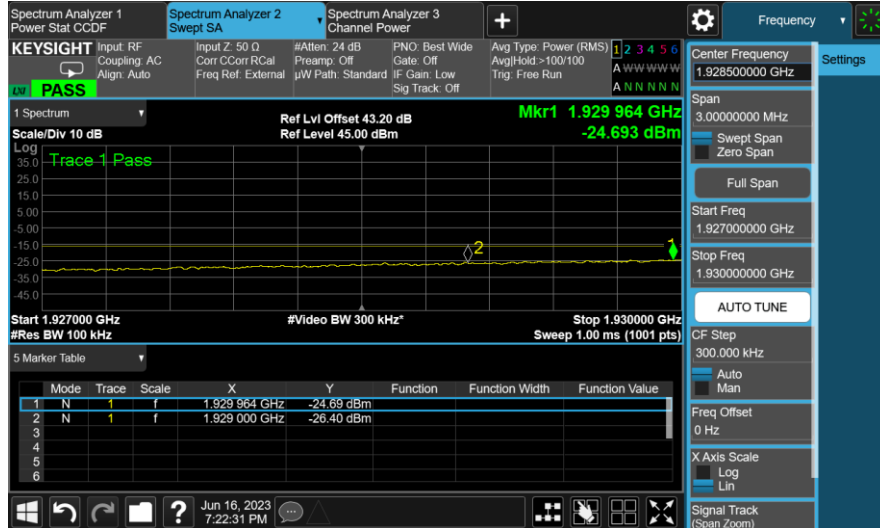 Spectrum Analyzer 1
Power Stat CCDF
Spectrum Analyzer 2
Swept SA
Spectrum Analyzer 3
Channel Power
Frequency
KEYSIGHT
Input: RF
Coupling: AC
Align: Auto
Input Z: 50 Ω
Corr CCorr RCal
Freq Ref: External
#Atten: 24 dB
Preamp: Off
µW Path: Standard
PNO: Best Wide
Gate: Off
IF Gain: Low
Sig Track: Off
Avg Type: Power (RMS)
Avg|Hold:>100/100
Trig: Free Run
1 2 3 4 5 6
A W W W W W
A N N N N N
LXI PASS
1 Spectrum
Scale/Div 10 dB
Ref Lvl Offset 43.20 dB
Ref Level 45.00 dBm
Mkr1 1.929 964 GHz
-24.693 dBm
Log
Trace 1 Pass
35.0
25.0
15.0
5.00
-5.00
-15.0
-25.0
-35.0
-45.0
2
1
Start 1.927000 GHz
#Res BW 100 kHz
#Video BW 300 kHz*
Stop 1.930000 GHz
Sweep 1.00 ms (1001 pts)
5 Marker Table
Mode Trace Scale X Y Function Function Width Function Value
1 N 1 f 1.929 964 GHz -24.69 dBm
2 N 1 f 1.929 000 GHz -26.40 dBm
3
4
5
6
Jun 16, 2023
7:22:31 PM
Settings
Center Frequency
1.928500000 GHz
Span
3.00000000 MHz
Swept Span
Zero Span
Full Span
Start Freq
1.927000000 GHz
Stop Freq
1.930000000 GHz
AUTO TUNE
CF Step
300.000 kHz
Auto
Man
Freq Offset
0 Hz
X Axis Scale
Log
Lin
Signal Track
(Span Zoom)